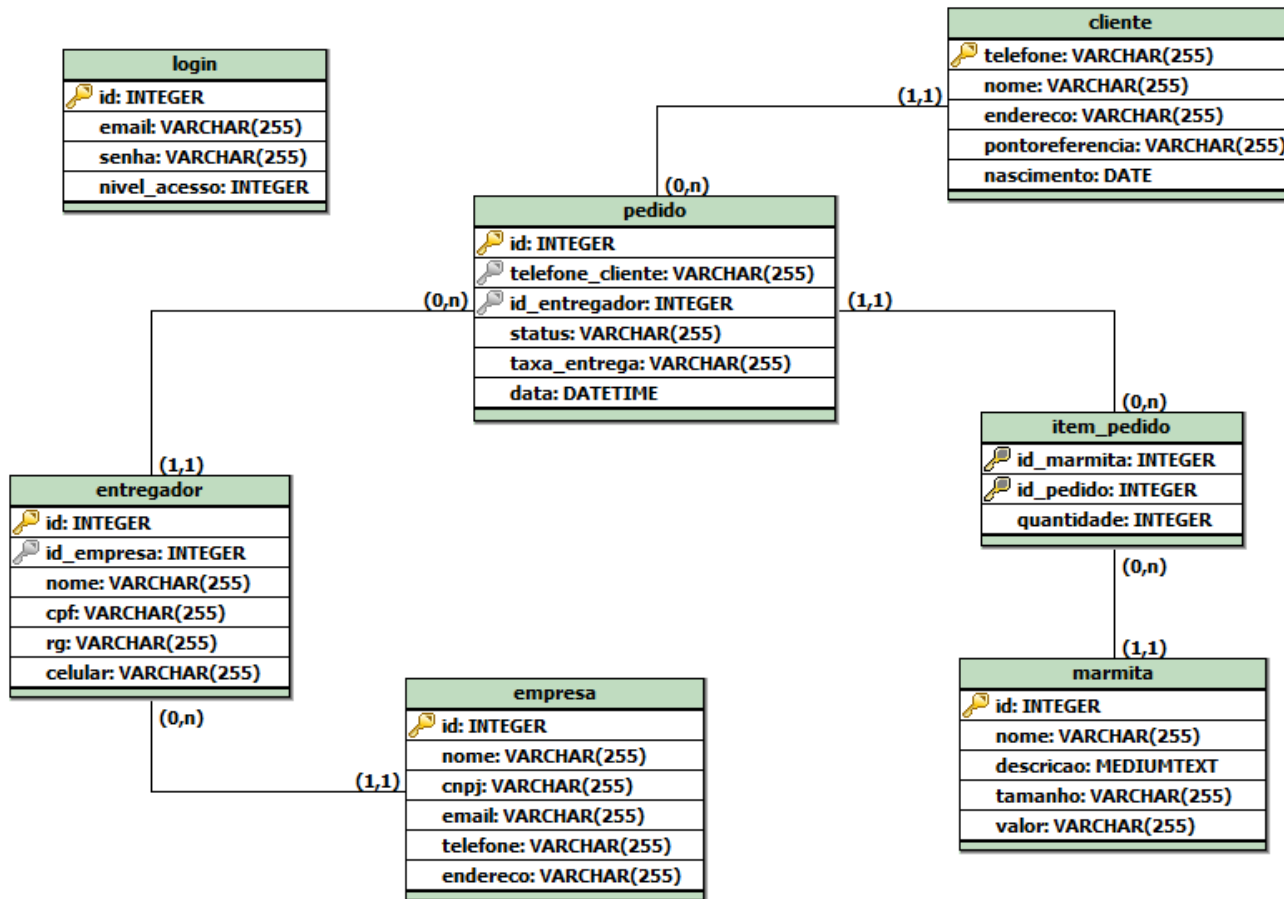 cliente
telefone: VARCHAR(255)
nome: VARCHAR(255)
endereco: VARCHAR(255)
pontoreferencia: VARCHAR(255)
nascimento: DATE
login
id: INTEGER
email: VARCHAR(255)
senha: VARCHAR(255)
nivel_acesso: INTEGER
(1,1)
(0,n)
pedido
id: INTEGER
telefone_cliente: VARCHAR(255)
id_entregador: INTEGER
status: VARCHAR(255)
taxa_entrega: VARCHAR(255)
data: DATETIME
(0,n)
(1,1)
(0,n)
item_pedido
id_marmita: INTEGER
id_pedido: INTEGER
quantidade: INTEGER
(0,n)
(1,1)
entregador
id: INTEGER
id_empresa: INTEGER
nome: VARCHAR(255)
cpf: VARCHAR(255)
rg: VARCHAR(255)
celular: VARCHAR(255)
(0,n)
(1,1)
empresa
id: INTEGER
nome: VARCHAR(255)
cnpj: VARCHAR(255)
email: VARCHAR(255)
telefone: VARCHAR(255)
endereco: VARCHAR(255)
(1,1)
marmita
id: INTEGER
nome: VARCHAR(255)
descricao: MEDIUMTEXT
tamanho: VARCHAR(255)
valor: VARCHAR(255)